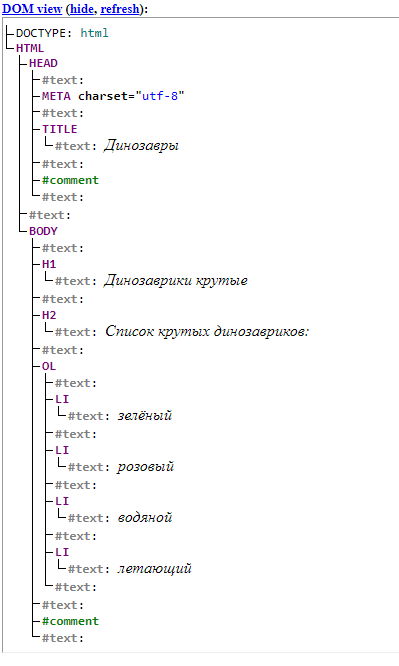 DOM view (hide, refresh):
DOCTYPE: html
HTML
HEAD
#text:
META charset="utf-8"
#text:
TITLE
#text: Динозавры
#text:
#comment
#text:
#text:
BODY
#text:
H1
#text: Динозаврики крутые
#text:
H2
#text: Список крутых динозавриков:
#text:
OL
#text:
LI
#text: зелёный
#text:
LI
#text: розовый
#text:
LI
#text: водяной
#text:
LI
#text: летающий
#text:
#text:
#comment
#text: